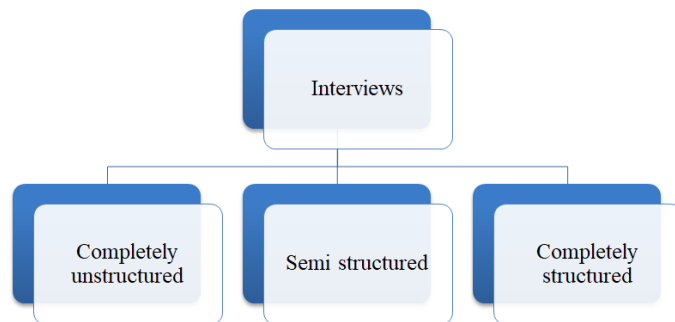 Interviews
Completely
unstructured
Semi structured
Completely
structured